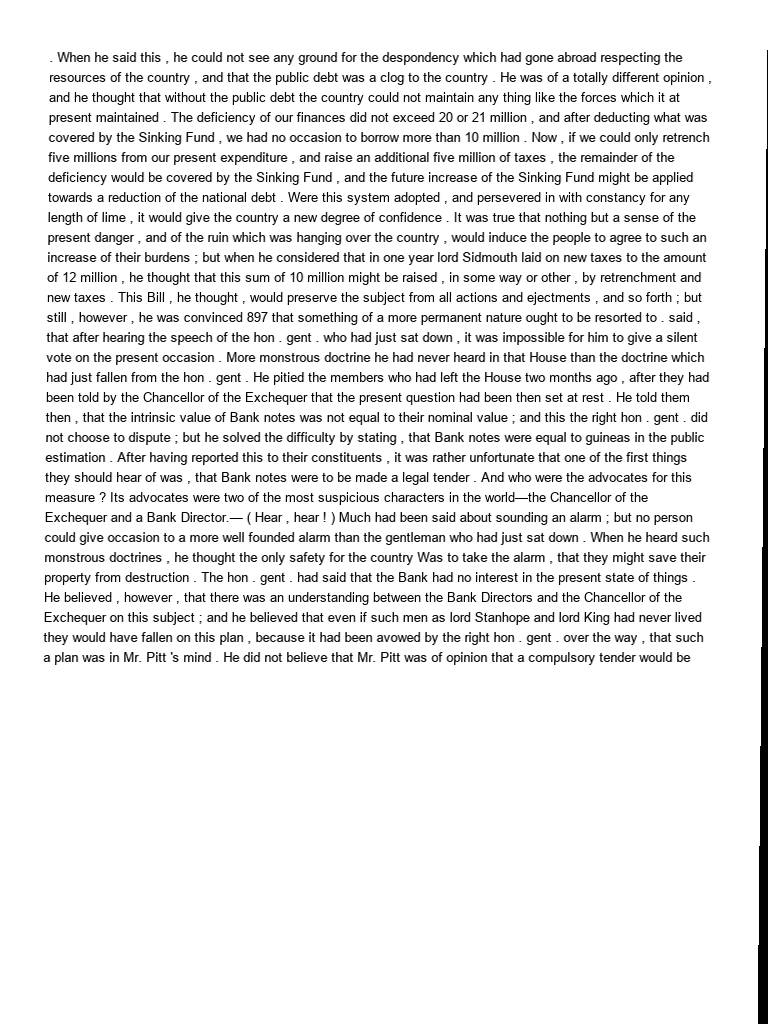 . When he said this , he could not see any ground for the despondency which had gone abroad respecting the
resources of the country , and that the public debt was a clog to the country . He was of a totally different opinion ,
and he thought that without the public debt the country could not maintain any thing like the forces which it at
present maintained . The deficiency of our finances did not exceed 20 or 21 million , and after deducting what was
covered by the Sinking Fund , we had no occasion to borrow more than 10 million . Now , if we could only retrench
five millions from our present expenditure , and raise an additional five million of taxes , the remainder of the
deficiency would be covered by the Sinking Fund , and the future increase of the Sinking Fund might be applied
towards a reduction of the national debt . Were this system adopted , and persevered in with constancy for any
length of lime , it would give the country a new degree of confidence . It was true that nothing but a sense of the
present danger , and of the ruin which was hanging over the country , would induce the people to agree to such an
increase of their burdens ; but when he considered that in one year lord Sidmouth laid on new taxes to the amount
of 12 million , he thought that this sum of 10 million might be raised , in some way or other , by retrenchment and
new taxes . This Bill , he thought , would preserve the subject from all actions and ejectments , and so forth ; but
still , however , he was convinced 897 that something of a more permanent nature ought to be resorted to . said ,
that after hearing the speech of the hon . gent . who had just sat down , it was impossible for him to give a silent
vote on the present occasion . More monstrous doctrine he had never heard in that House than the doctrine which
had just fallen from the hon . gent . He pitied the members who had left the House two months ago , after they had
been told by the Chancellor of the Exchequer that the present question had been then set at rest . He told them
then , that the intrinsic value of Bank notes was not equal to their nominal value ; and this the right hon . gent . did
not choose to dispute ; but he solved the difficulty by stating , that Bank notes were equal to guineas in the public
estimation . After having reported this to their constituents , it was rather unfortunate that one of the first things
they should hear of was , that Bank notes were to be made a legal tender . And who were the advocates for this
measure ? Its advocates were two of the most suspicious characters in the world—the Chancellor of the
Exchequer and a Bank Director.— ( Hear , hear ! ) Much had been said about sounding an alarm ; but no person
could give occasion to a more well founded alarm than the gentleman who had just sat down . When he heard such
monstrous doctrines , he thought the only safety for the country Was to take the alarm , that they might save their
property from destruction . The hon . gent . had said that the Bank had no interest in the present state of things .
He believed , however , that there was an understanding between the Bank Directors and the Chancellor of the
Exchequer on this subject ; and he believed that even if such men as lord Stanhope and lord King had never lived
they would have fallen on this plan , because it had been avowed by the right hon . gent . over the way , that such
a plan was in Mr. Pitt 's mind . He did not believe that Mr. Pitt was of opinion that a compulsory tender would be